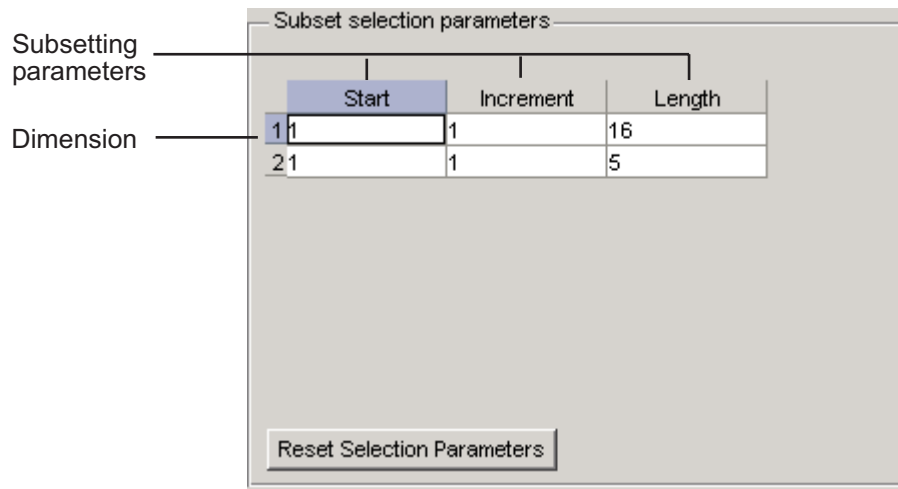 Subset selection parameters
Subsetting
parameters
Start Increment Length
Dimension
1 1 1 16
2 1 1 5
Reset Selection Parameters